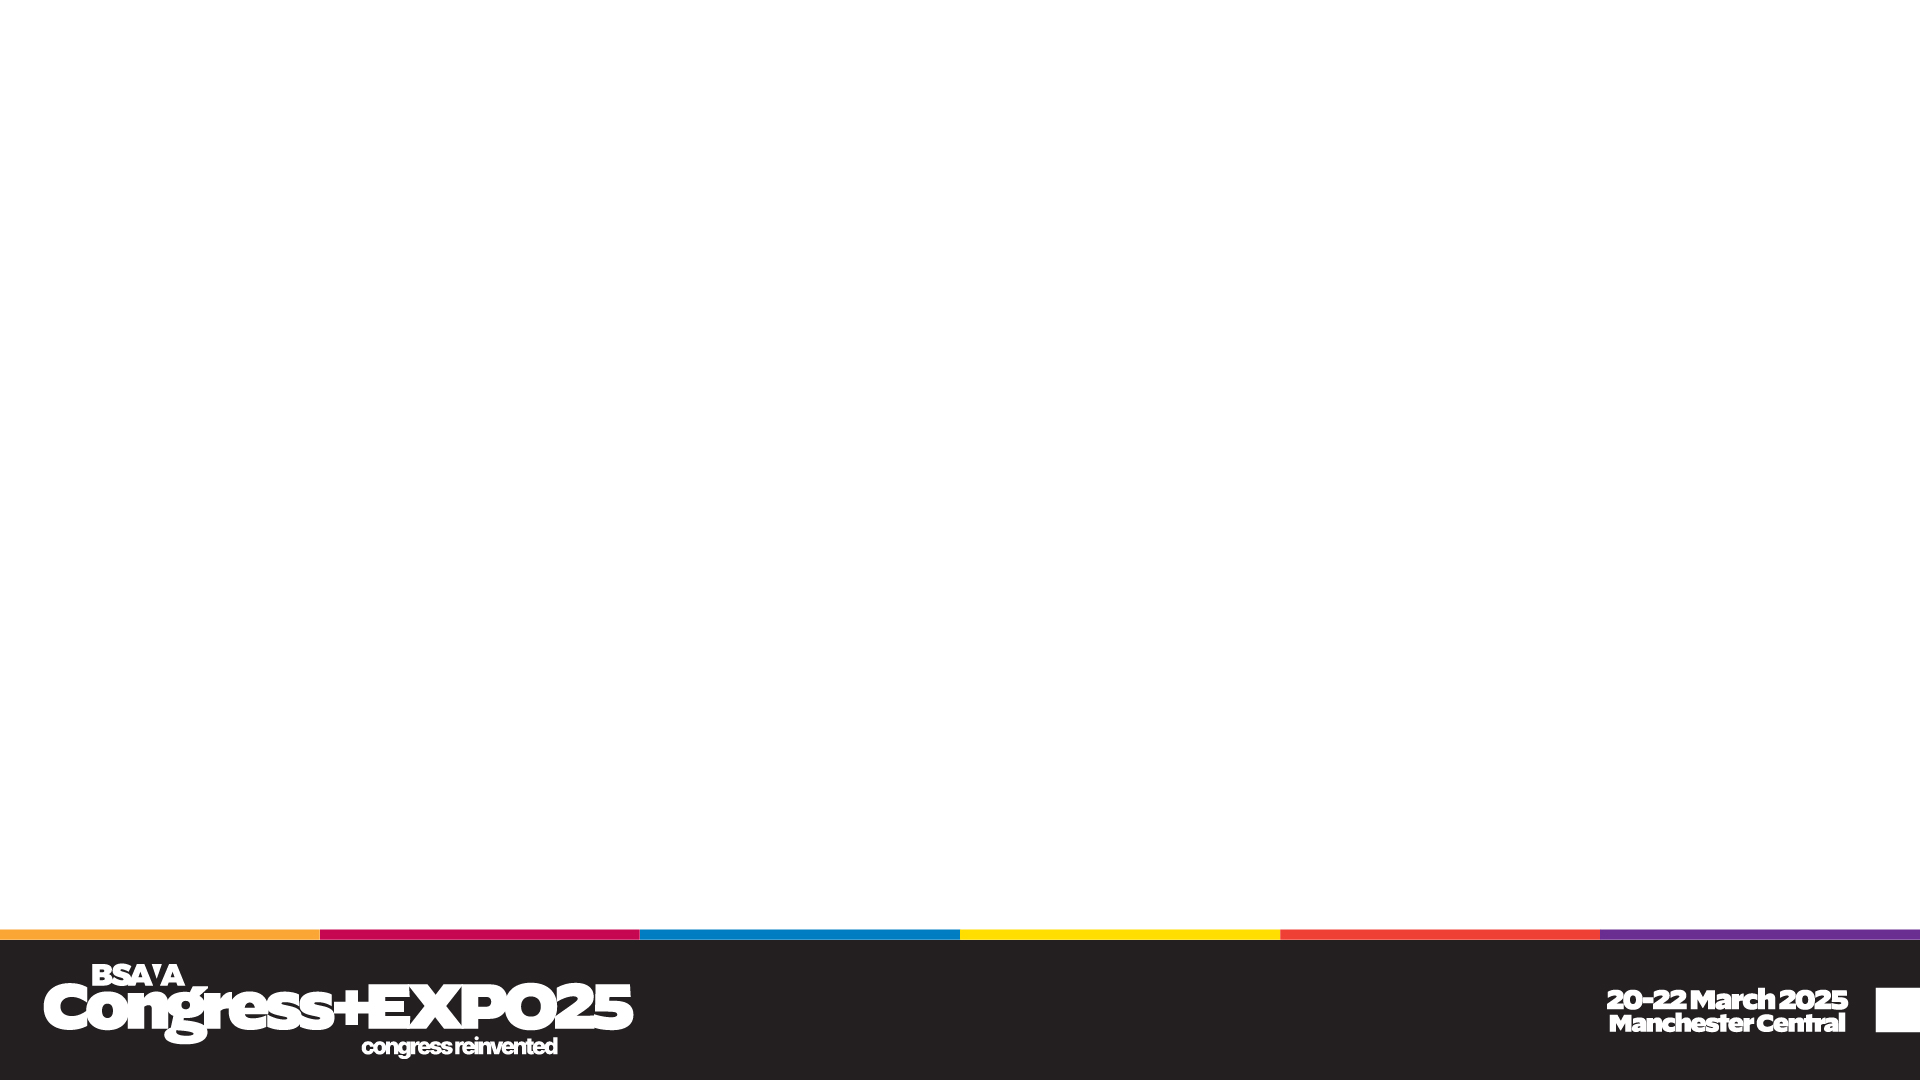 BSAVA
Congress+EXPO25
congress reinvented
20-22 March 2025
Manchester Central